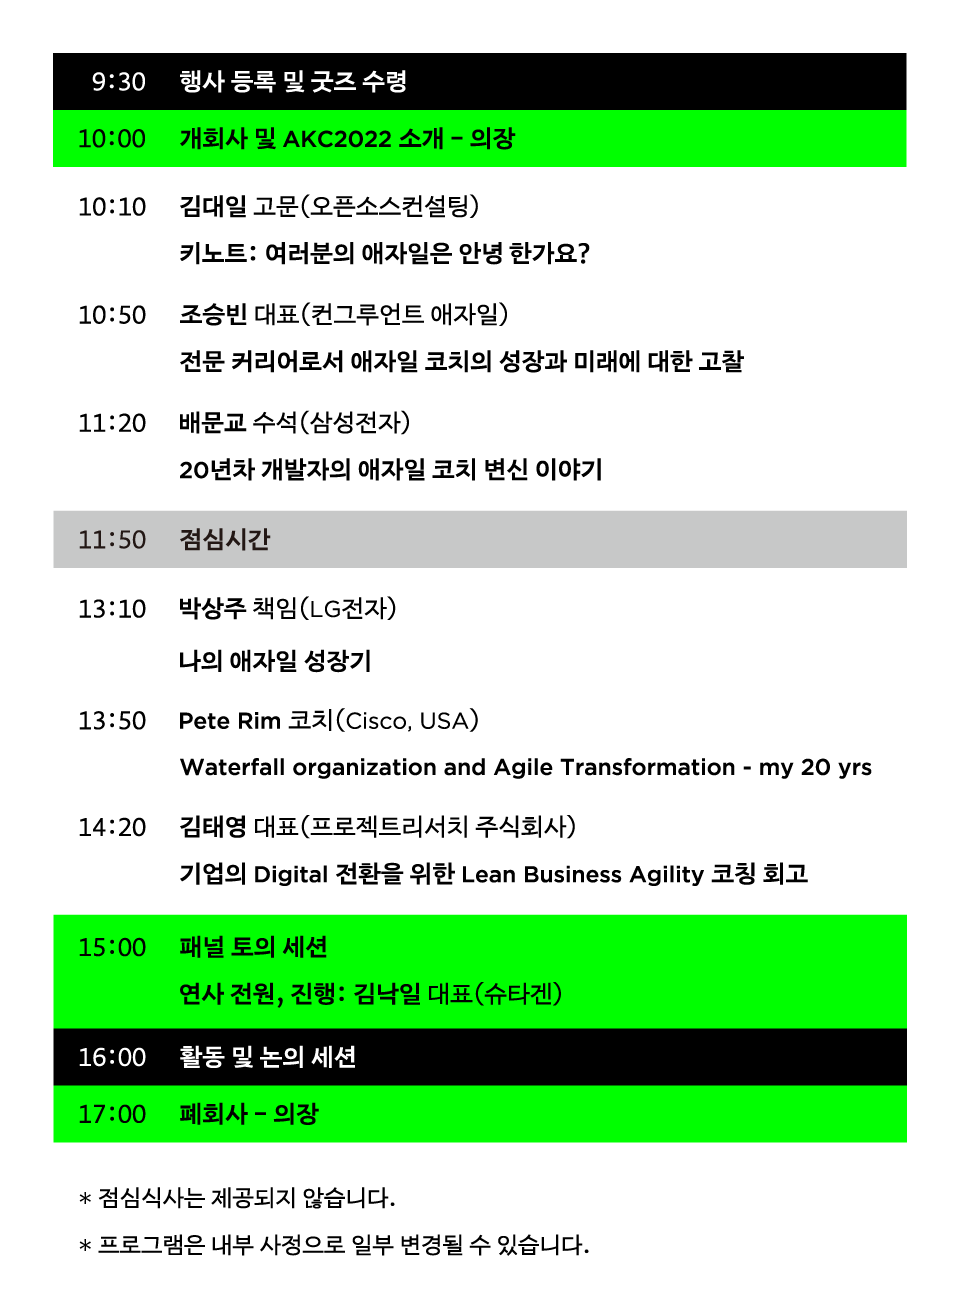 9:30 행사 등록 및 굿즈 수령
10:00 개회사 및 AKC2022 소개 – 의장
10:10 김대일 고문(오픈소스컨설팅)
키노트: 여러분의 애자일은 안녕 한가요?
10:50 조승빈 대표(컨그루언트 애자일)
전문 커리어로서 애자일 코치의 성장과 미래에 대한 고찰
11:20 배문교 수석(삼성전자)
20년차 개발자의 애자일 코치 변신 이야기
11:50 점심시간
13:10 박상주 책임(LG전자)
나의 애자일 성장기
13:50 Pete Rim 코치(Cisco, USA)
Waterfall organization and Agile Transformation - my 20 yrs
14:20 김태영 대표(프로젝트리서치 주식회사)
기업의 Digital 전환을 위한 Lean Business Agility 코칭 회고
15:00 패널 토의 세션
연사 전원, 진행: 김낙일 대표(슈타겐)
16:00 활동 및 논의 세션
17:00 폐회사 – 의장
* 점심식사는 제공되지 않습니다.
* 프로그램은 내부 사정으로 일부 변경될 수 있습니다.